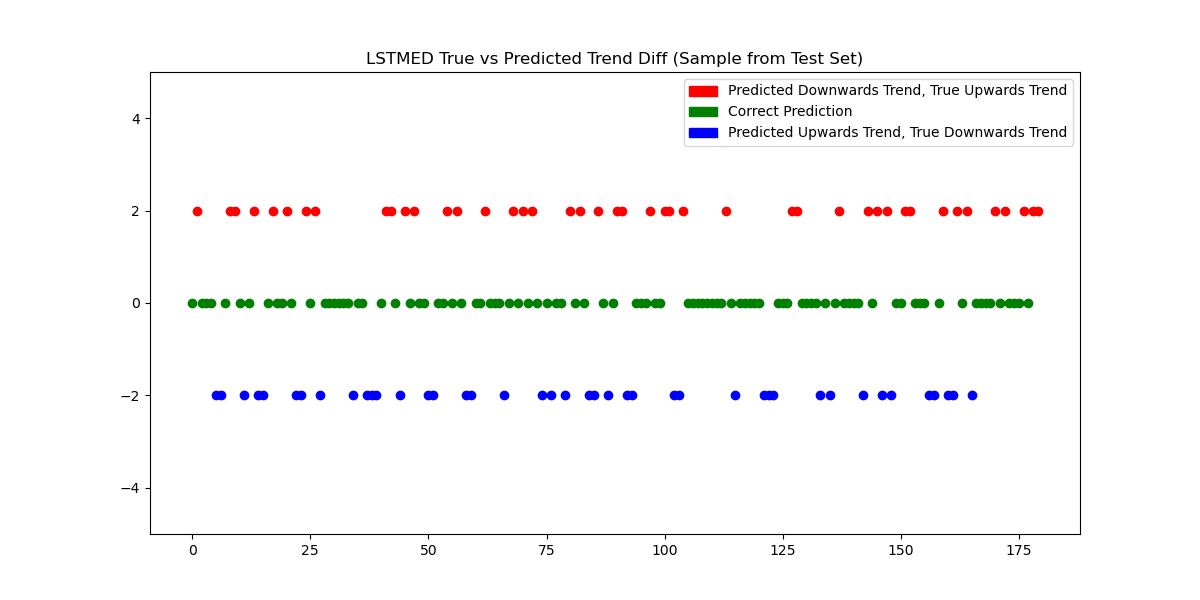 LSTMED True vs Predicted Trend Diff (Sample from Test Set)
Predicted Downwards Trend, True Upwards Trend
Correct Prediction
Predicted Upwards Trend, True Downwards Trend
4
2
0
−2
−4
0 25 50 75 100 125 150 175